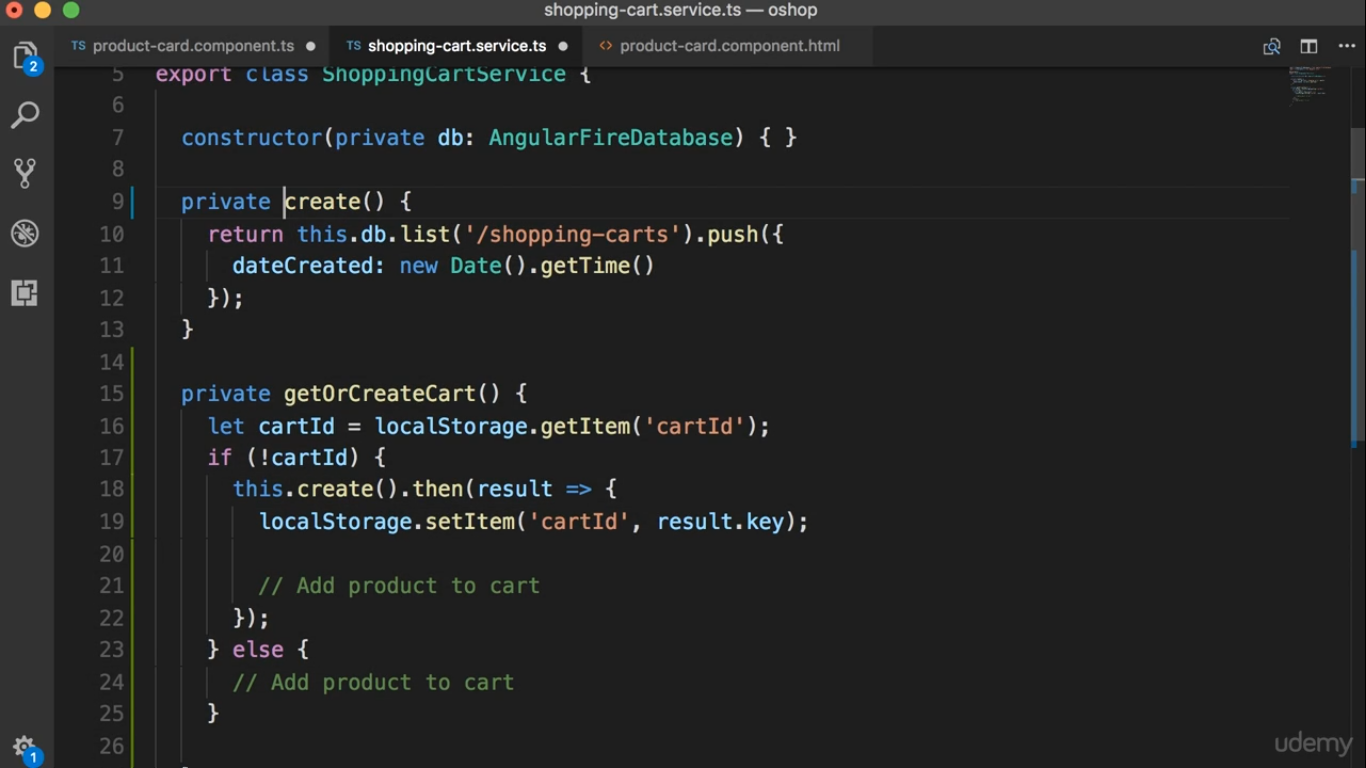 shopping-cart.service.ts — oshop
TS product-card.component.ts ● TS shopping-cart.service.ts ● <> product-card.component.html
2
5 export class ShoppingCartService {
6
7 constructor(private db: AngularFireDatabase) { }
8
9 private create() {
10 return this.db.list('/shopping-carts').push({
11 dateCreated: new Date().getTime()
12 });
13 }
14
15 private getOrCreateCart() {
16 let cartId = localStorage.getItem('cartId');
17 if (!cartId) {
18 this.create().then(result => {
19 localStorage.setItem('cartId', result.key);
20
21 // Add product to cart
22 });
23 } else {
24 // Add product to cart
25 }
26
1
udemy